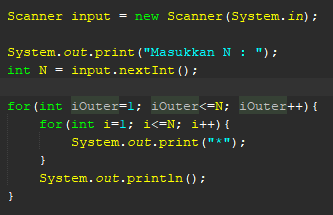 Scanner input = new Scanner(System.in);
System.out.print("Masukkan N : ");
int N = input.nextInt();
for(int iOuter=1; iOuter<=N; iOuter++){
for(int i=1; i<=N; i++){
System.out.print("*");
}
System.out.println();
}